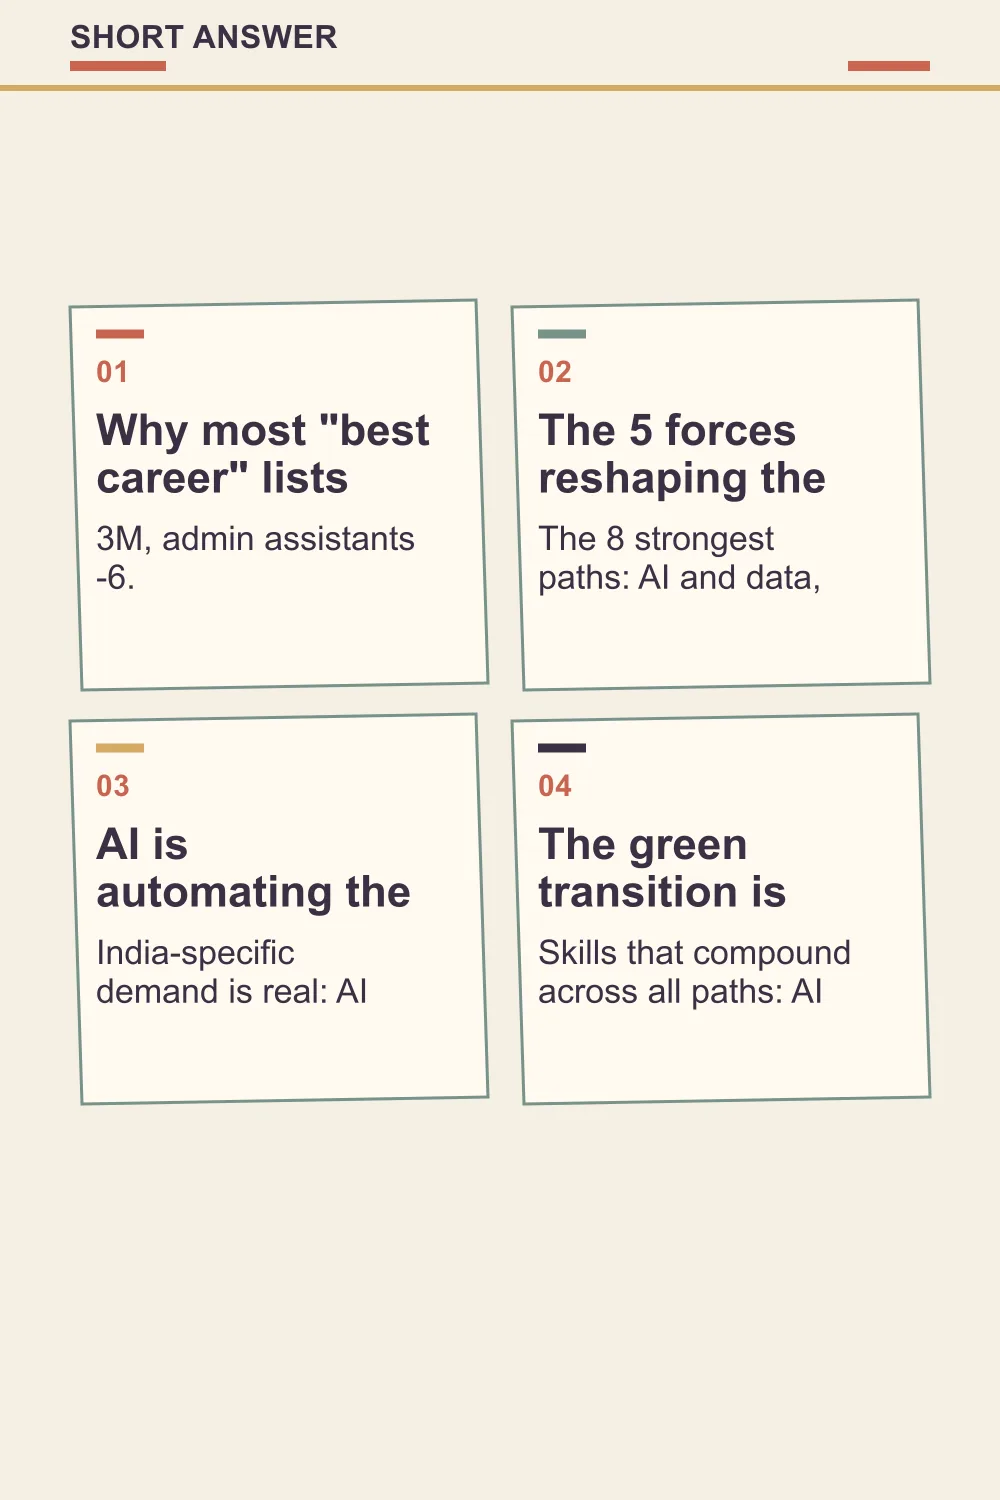 SHORT ANSWER
01
Why most "best
career" lists
3M, admin assistants
-6.
02
The 5 forces
reshaping the
The 8 strongest
paths: AI and data,
03
AI is
automating the
India-specific
demand is real: AI
04
The green
transition is
Skills that compound
across all paths: AI